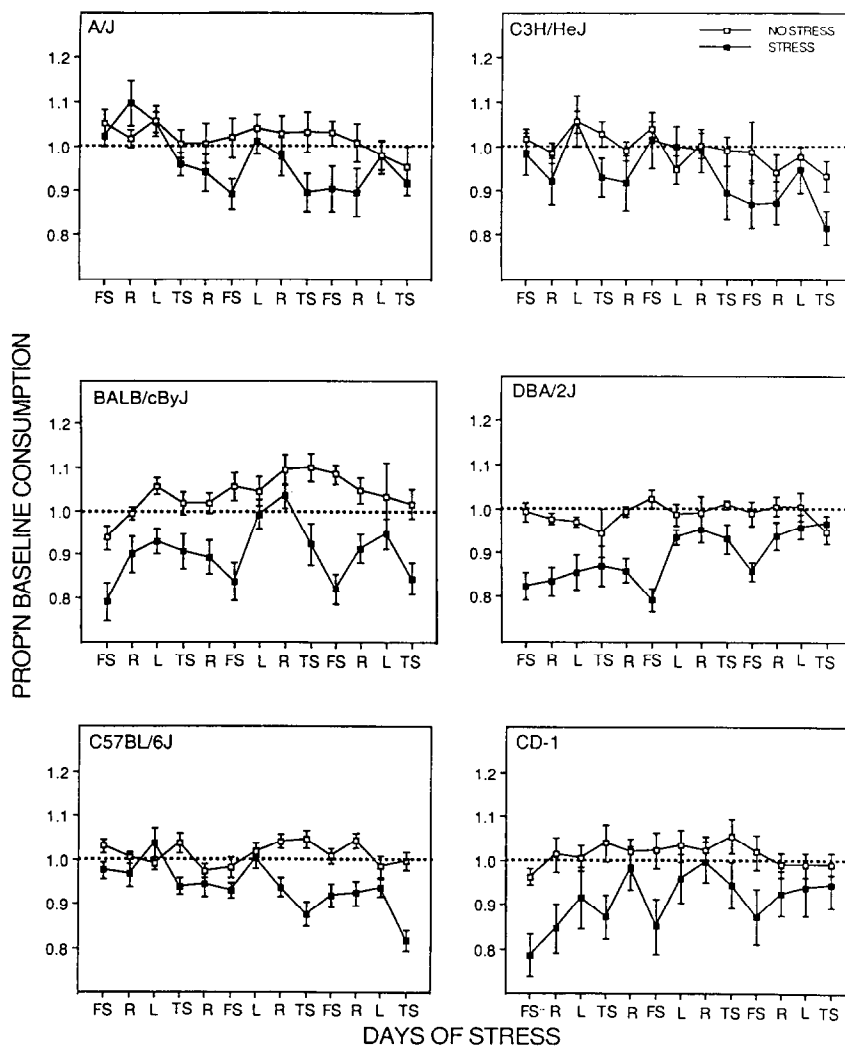 A/J
1.2
1.1
1.0
0.9
0.8
FS R L TS R FS L R TS FS R L TS
C3H/HeJ
NO STRESS
STRESS
1.2
1.1
1.0
0.9
0.8
FS R L TS R FS L R TS FS R L TS
PROP'N BASELINE CONSUMPTION
BALB/cByJ
1.2
1.1
1.0
0.9
0.8
FS R L TS R FS L R TS FS R L TS
DBA/2J
1.2
1.1
1.0
0.9
0.8
FS R L TS R FS L R TS FS R L TS
C57BL/6J
1.2
1.1
1.0
0.9
0.8
FS R L TS R FS L R TS FS R L TS
CD-1
1.2
1.1
1.0
0.9
0.8
FS R L TS R FS L R TS FS R L TS
DAYS OF STRESS